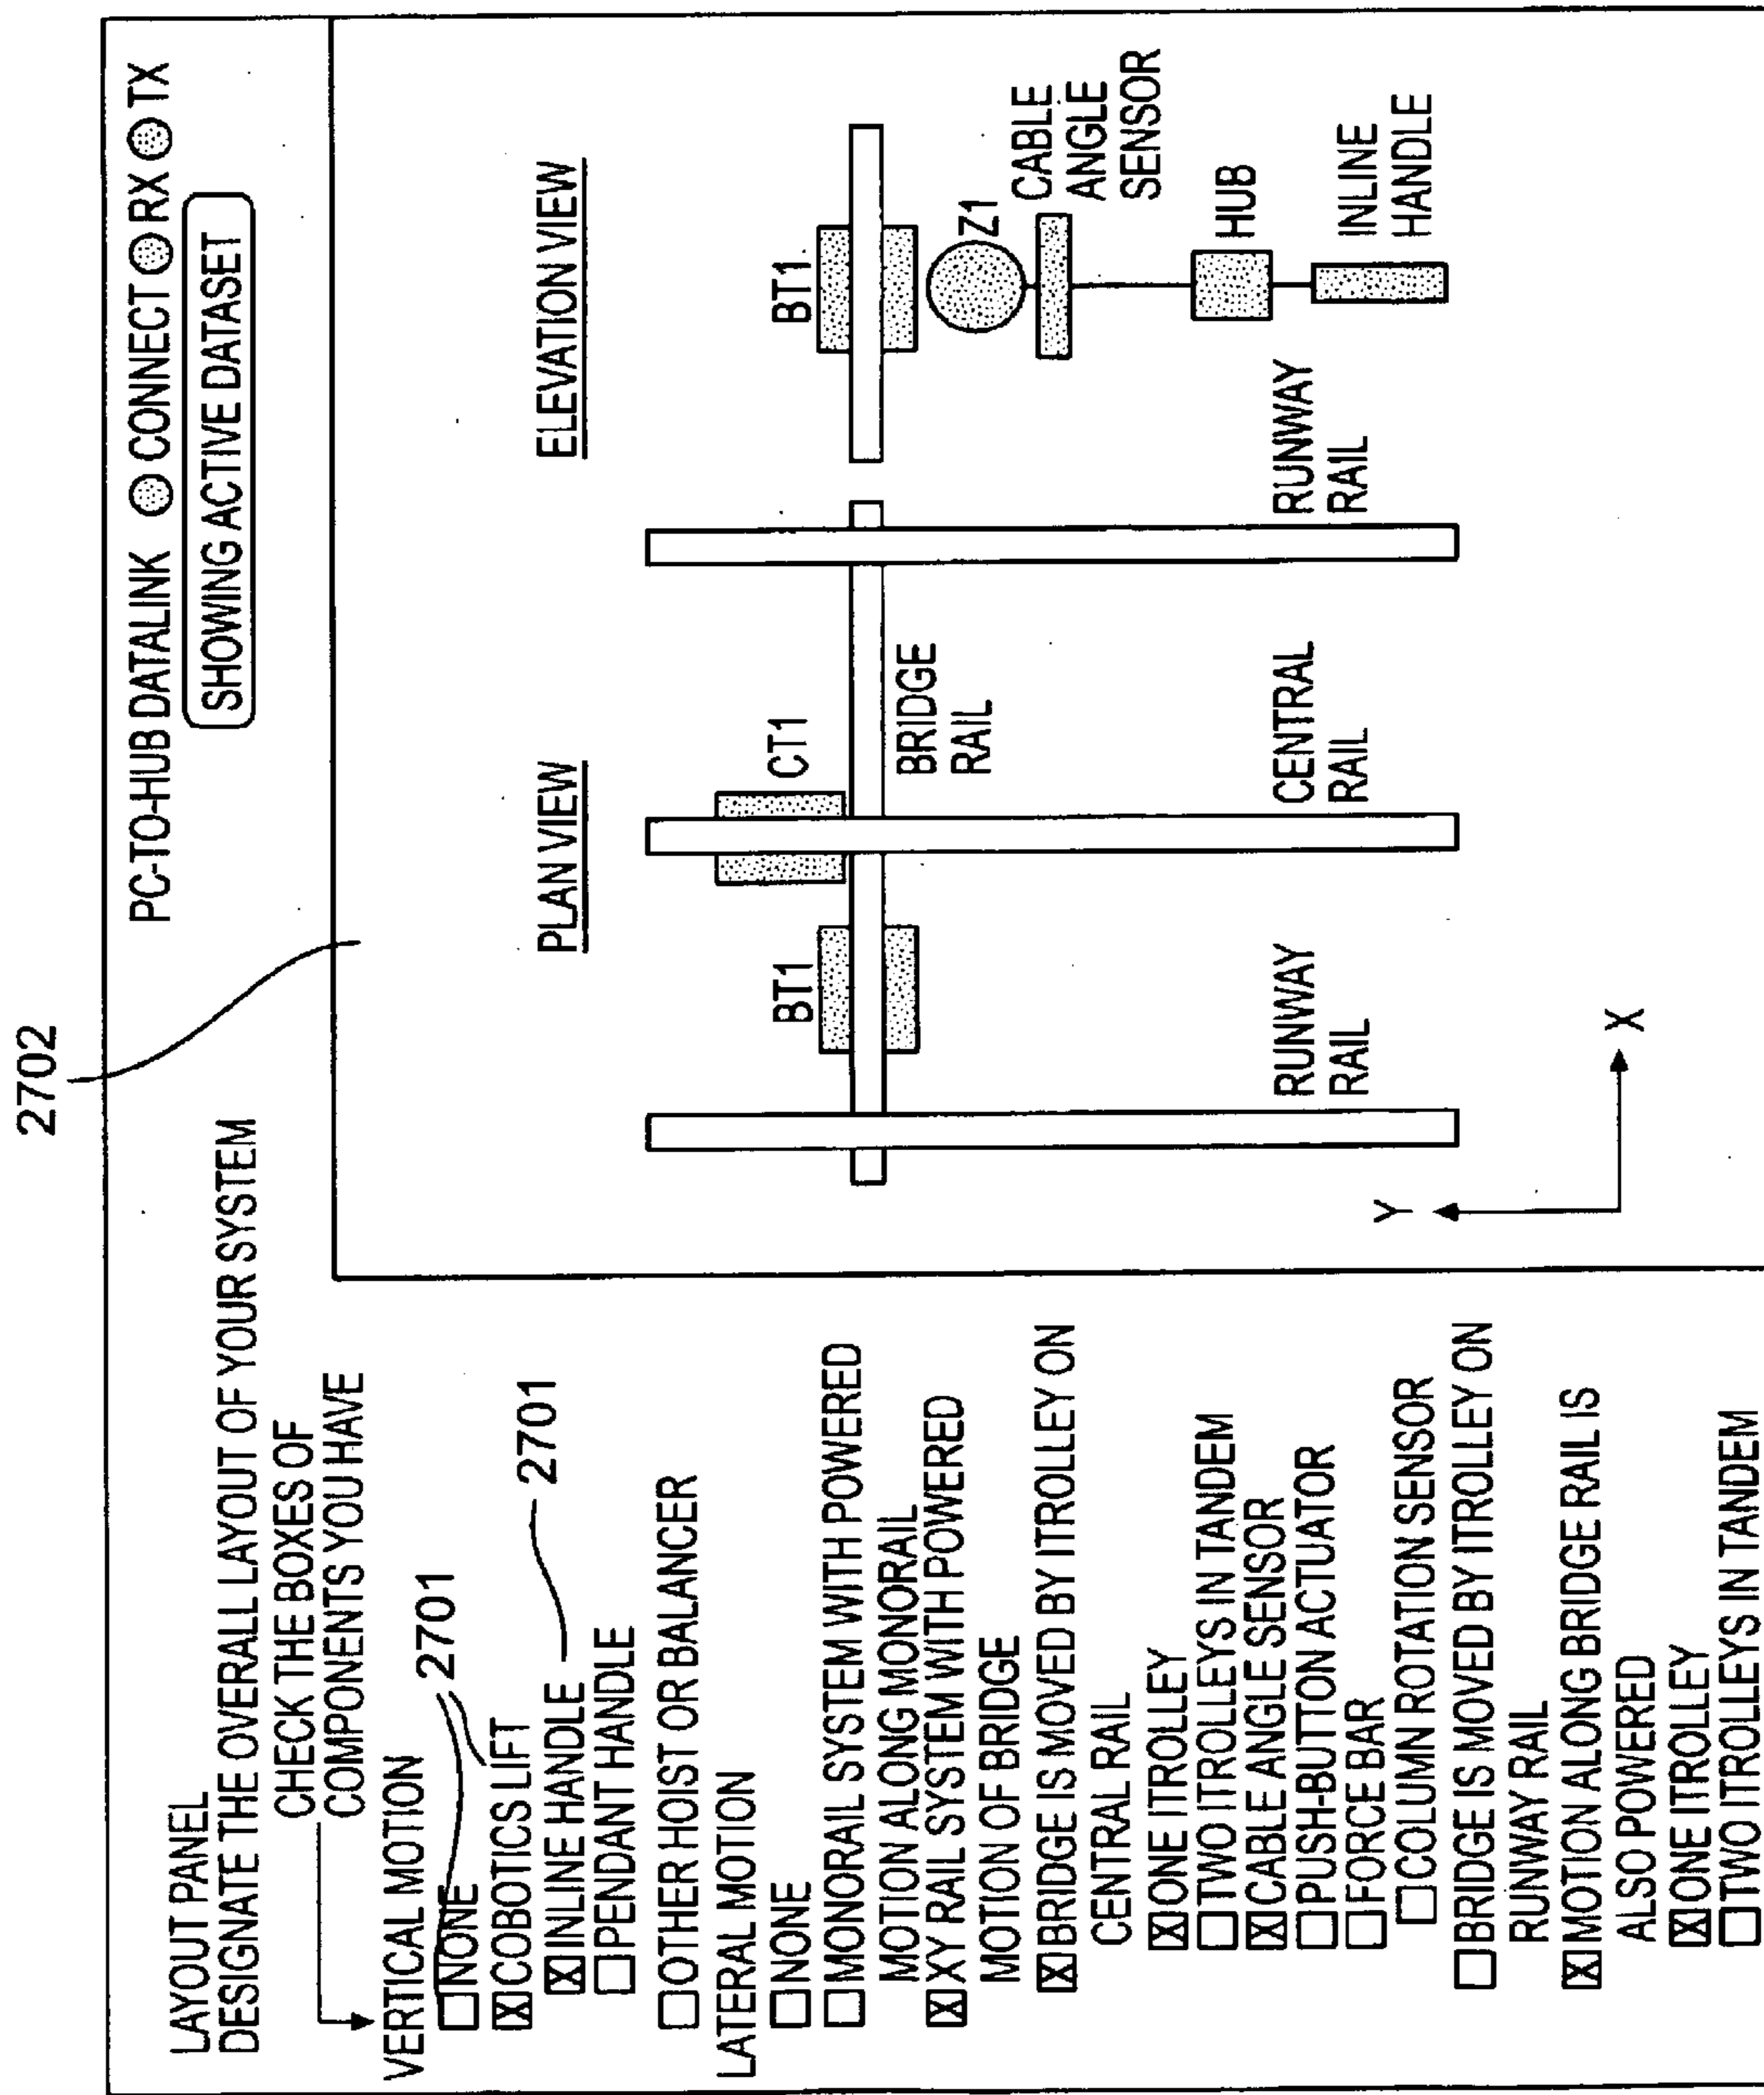 2702
LAYOUT PANEL
DESIGNATE THE OVERALL LAYOUT OF YOUR SYSTEM
CHECK THE BOXES OF
COMPONENTS YOU HAVE
VERTICAL MOTION
2701
☐ NONE
☒ COBOTICS LIFT
☒ INLINE HANDLE
2701
☐ PENDANT HANDLE
☐ OTHER HOIST OR BALANCER
LATERAL MOTION
☐ NONE
☐ MONORAIL SYSTEM WITH POWERED
MOTION ALONG MONORAIL
☒ XY RAIL SYSTEM WITH POWERED
MOTION OF BRIDGE
☒ BRIDGE IS MOVED BY ITROLLEY ON
CENTRAL RAIL
☒ ONE ITROLLEY
☐ TWO ITROLLEYS IN TANDEM
☒ CABLE ANGLE SENSOR
☐ PUSH-BUTTON ACTUATOR
☐ FORCE BAR
☐ COLUMN ROTATION SENSOR
☐ BRIDGE IS MOVED BY ITROLLEY ON
RUNWAY RAIL
☒ MOTION ALONG BRIDGE RAIL IS
ALSO POWERED
☒ ONE ITROLLEY
☐ TWO ITROLLEYS IN TANDEM
PC-TO-HUB DATALINK CONNECT RX TX
SHOWING ACTIVE DATASET
PLAN VIEW
BT1
CT1
BRIDGE
RAIL
RUNWAY
RAIL
CENTRAL
RAIL
RUNWAY
RAIL
Y
X
ELEVATION VIEW
BT1
Z1
CABLE
ANGLE
SENSOR
HUB
INLINE
HANDLE